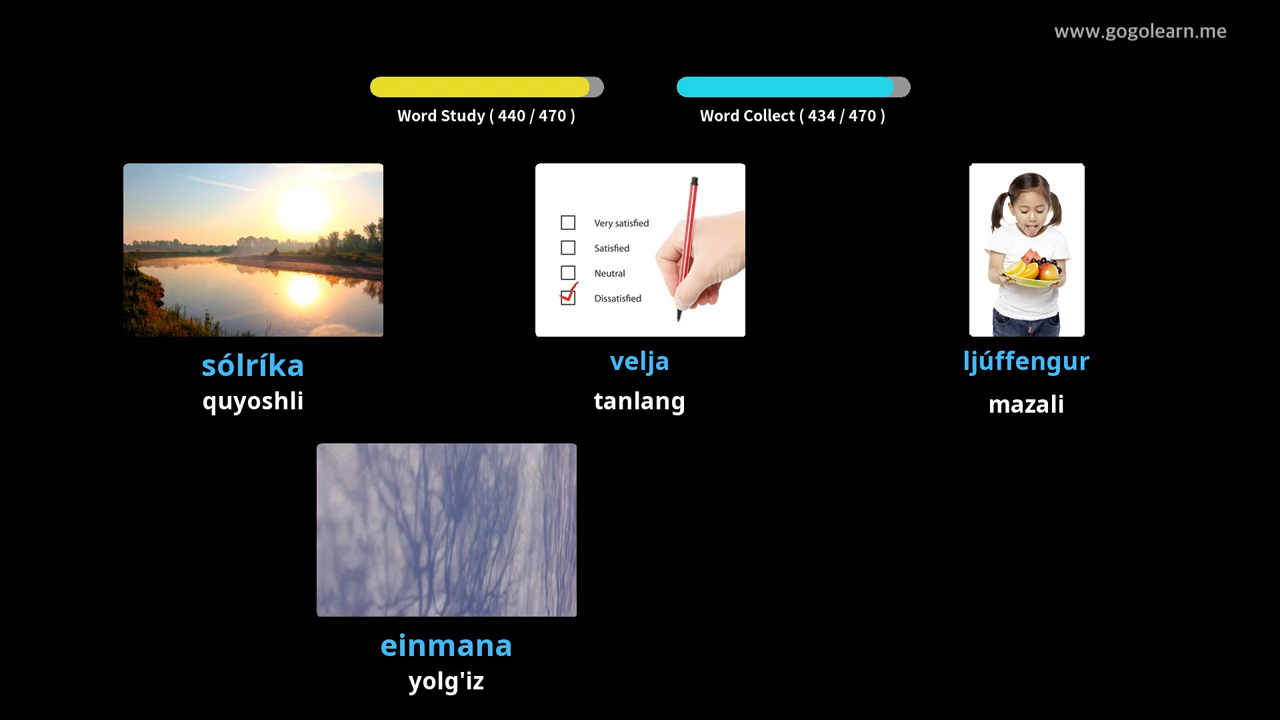 www.gogolearn.me
Word Study ( 440 / 470 )
Word Collect ( 434 / 470 )
Very satisfied
Satisfied
Neutral
Dissatisfied
sólríka
quyoshli
velja
tanlang
ljúffengur
mazali
einmana
yolg'iz